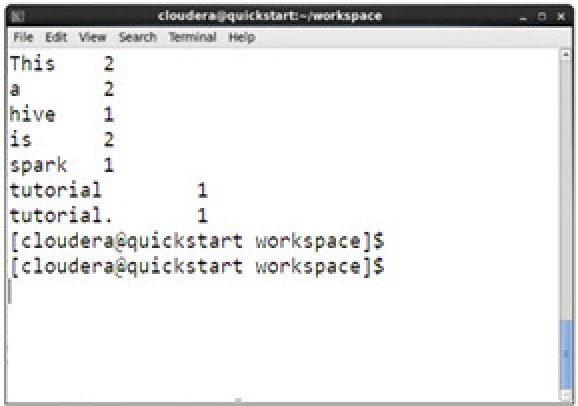 cloudera@quickstart:~/workspace
File Edit View Search Terminal Help
This 2
a 2
hive 1
is 2
spark 1
tutorial 1
tutorial. 1
[cloudera@quickstart workspace]$
[cloudera@quickstart workspace]$